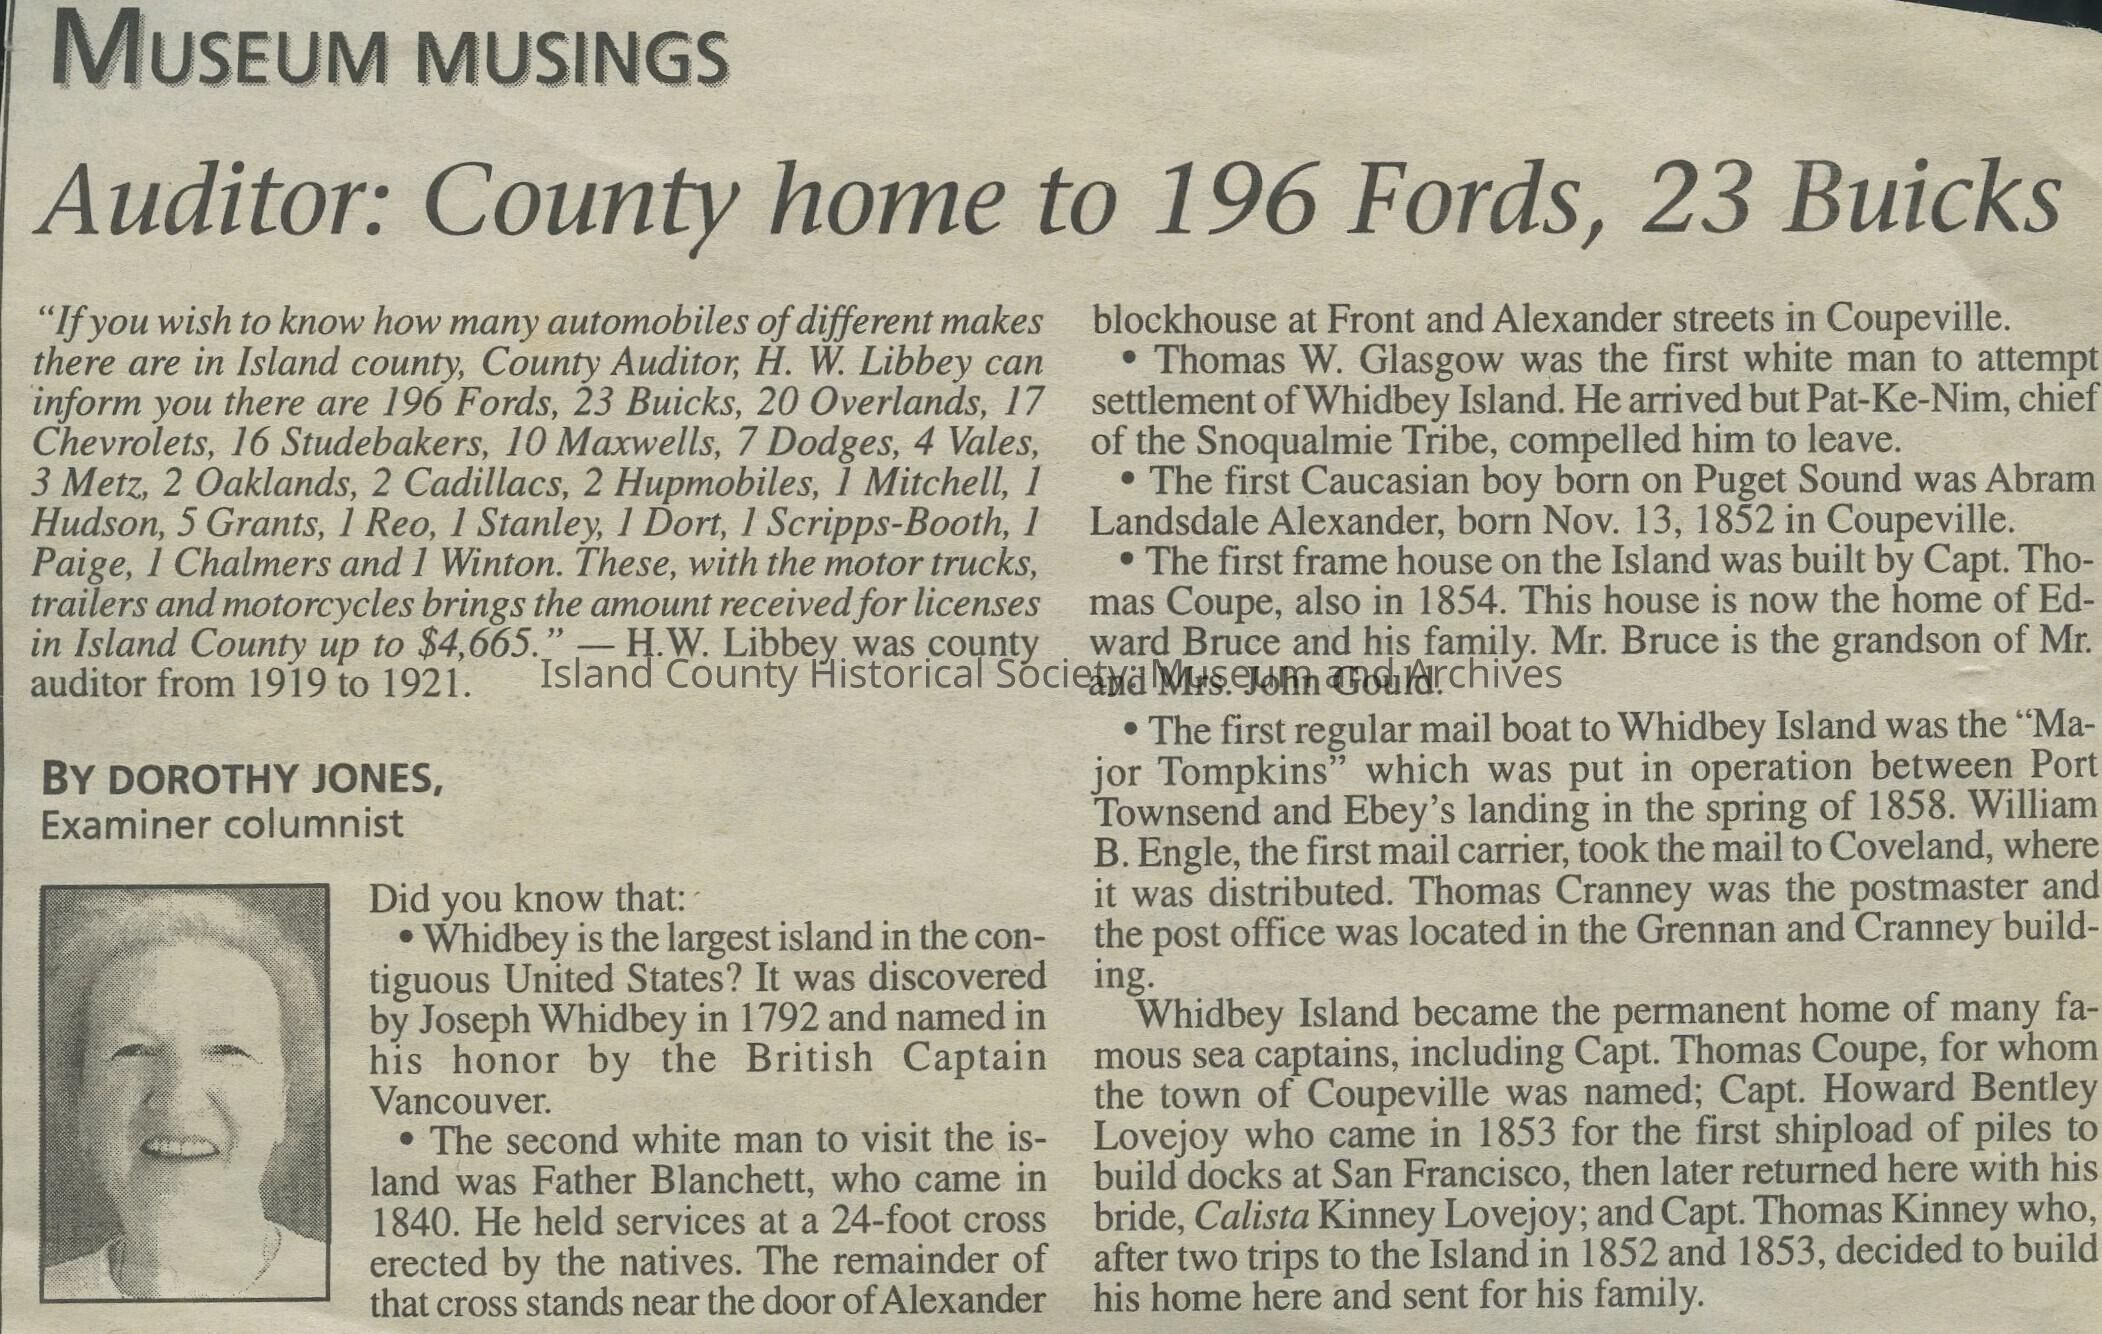 MUSEUM MUSINGS
Auditor: County home to 196 Fords, 23 Buicks
“If you wish to know how many automobiles of different makes
there are in Island county, County Auditor, H. W. Libbey can
inform you there are 196 Fords, 23 Buicks, 20 Overlands, 17
Chevrolets, 16 Studebakers, 10 Maxwells, 7 Dodges, 4 Vales,
3 Metz, 2 Oaklands, 2 Cadillacs, 2 Hupmobiles, 1 Mitchell, 1
Hudson, 5 Grants, 1 Reo, 1 Stanley, 1 Dort, 1 Scripps-Booth, 1
Paige, 1 Chalmers and 1 Winton. These, with the motor trucks,
trailers and motorcycles brings the amount received for licenses
in Island County up to $4,665.” — H.W. Libbey was county
auditor from 1919 to 1921.
BY DOROTHY JONES,
Examiner columnist
Did you know that:
• Whidbey is the largest island in the con-
tiguous United States? It was discovered
by Joseph Whidbey in 1792 and named in
his honor by the British Captain
Vancouver.
• The second white man to visit the is-
land was Father Blanchett, who came in
1840. He held services at a 24-foot cross
erected by the natives. The remainder of
that cross stands near the door of Alexander
blockhouse at Front and Alexander streets in Coupeville.
• Thomas W. Glasgow was the first white man to attempt
settlement of Whidbey Island. He arrived but Pat-Ke-Nim, chief
of the Snoqualmie Tribe, compelled him to leave.
• The first Caucasian boy born on Puget Sound was Abram
Landsdale Alexander, born Nov. 13, 1852 in Coupeville.
• The first frame house on the Island was built by Capt. Tho-
mas Coupe, also in 1854. This house is now the home of Ed-
ward Bruce and his family. Mr. Bruce is the grandson of Mr.
and Mrs. John Gould.
• The first regular mail boat to Whidbey Island was the “Ma-
jor Tompkins” which was put in operation between Port
Townsend and Ebey’s landing in the spring of 1858. William
B. Engle, the first mail carrier, took the mail to Coveland, where
it was distributed. Thomas Cranney was the postmaster and
the post office was located in the Grennan and Cranney build-
ing.
Whidbey Island became the permanent home of many fa-
mous sea captains, including Capt. Thomas Coupe, for whom
the town of Coupeville was named; Capt. Howard Bentley
Lovejoy who came in 1853 for the first shipload of piles to
build docks at San Francisco, then later returned here with his
bride, Calista Kinney Lovejoy; and Capt. Thomas Kinney who,
after two trips to the Island in 1852 and 1853, decided to build
his home here and sent for his family.
Island County Historical Society: Museum and Archives